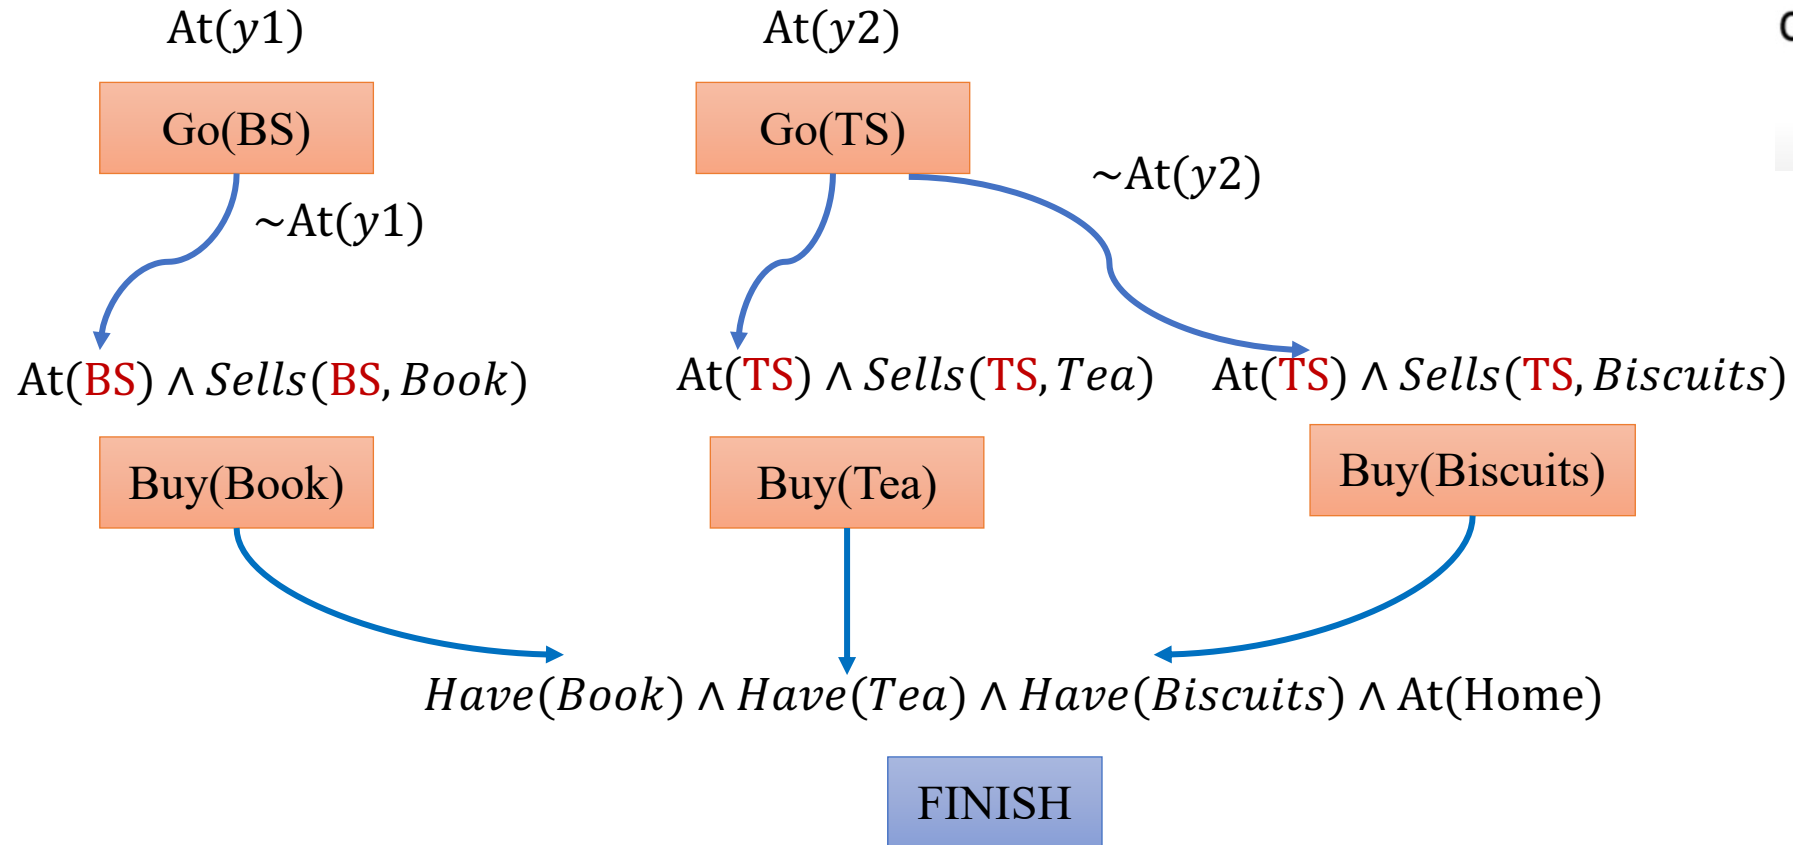 At(y1) At(y2)
Go(BS) Go(TS)
~At(y1) ~At(y2)
At(BS) ∧ Sells(BS, Book) At(TS) ∧ Sells(TS, Tea) At(TS) ∧ Sells(TS, Biscuits)
Buy(Book) Buy(Tea) Buy(Biscuits)
Have(Book) ∧ Have(Tea) ∧ Have(Biscuits) ∧ At(Home)
FINISH